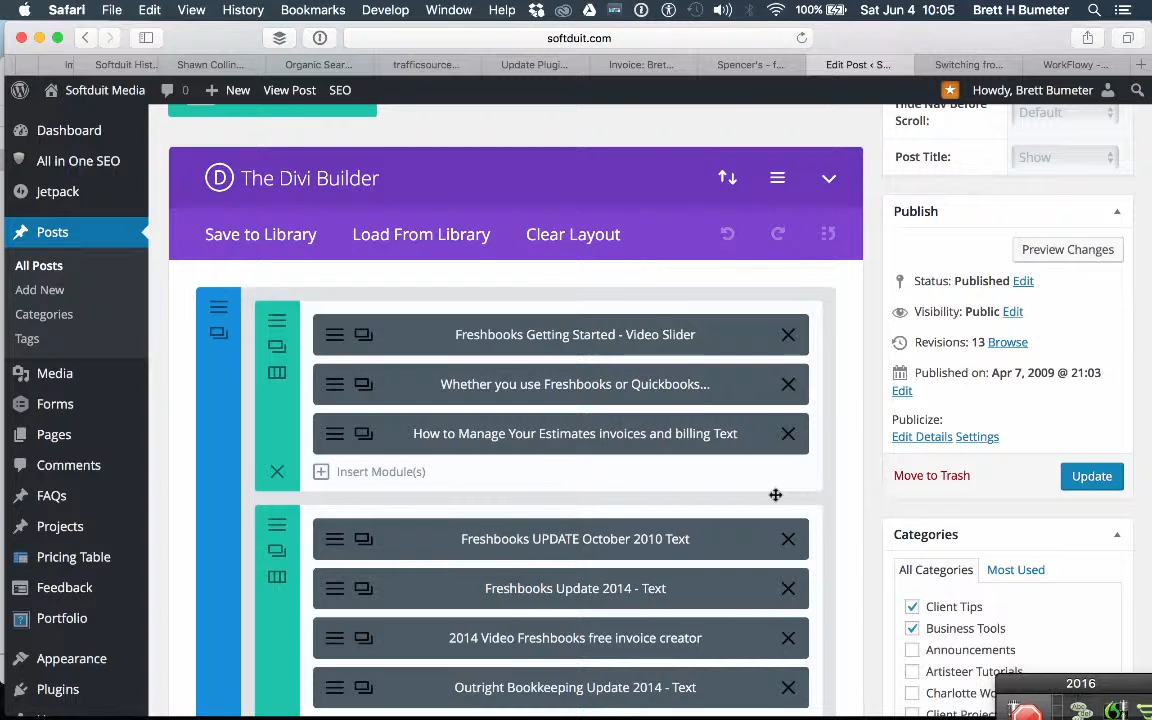 Safari File Edit View History Bookmarks Develop Window Help 100% Sat Jun 4 10:05 Brett H Bumeter
softduit.com
Softduit Hist... Shawn Collin... Organic Sear... trafficsource... Update Plugi... Invoice: Bret... Spencer's – f... Edit Post ‹ S... Switching fro... WorkFlowy –...
Softduit Media 0 New View Post SEO Howdy, Brett Bumeter
Dashboard
All in One SEO
Jetpack
Posts
All Posts
Add New
Categories
Tags
Media
Forms
Pages
Comments
FAQs
Projects
Pricing Table
Feedback
Portfolio
Appearance
Plugins
The Divi Builder
Save to Library Load From Library Clear Layout
Freshbooks Getting Started - Video Slider
Whether you use Freshbooks or Quickbooks...
How to Manage Your Estimates invoices and billing Text
Insert Module(s)
Freshbooks UPDATE October 2010 Text
Freshbooks Update 2014 - Text
2014 Video Freshbooks free invoice creator
Outright Bookkeeping Update 2014 - Text
Hide Nav Before
Scroll:
Default
Post Title: Show
Publish
Preview Changes
Status: Published Edit
Visibility: Public Edit
Revisions: 13 Browse
Published on: Apr 7, 2009 @ 21:03
Edit
Publicize:
Edit Details Settings
Move to Trash Update
Categories
All Categories Most Used
Client Tips
Business Tools
Announcements
Artisteer Tutorials
Charlotte Wo
Client Projec
2016